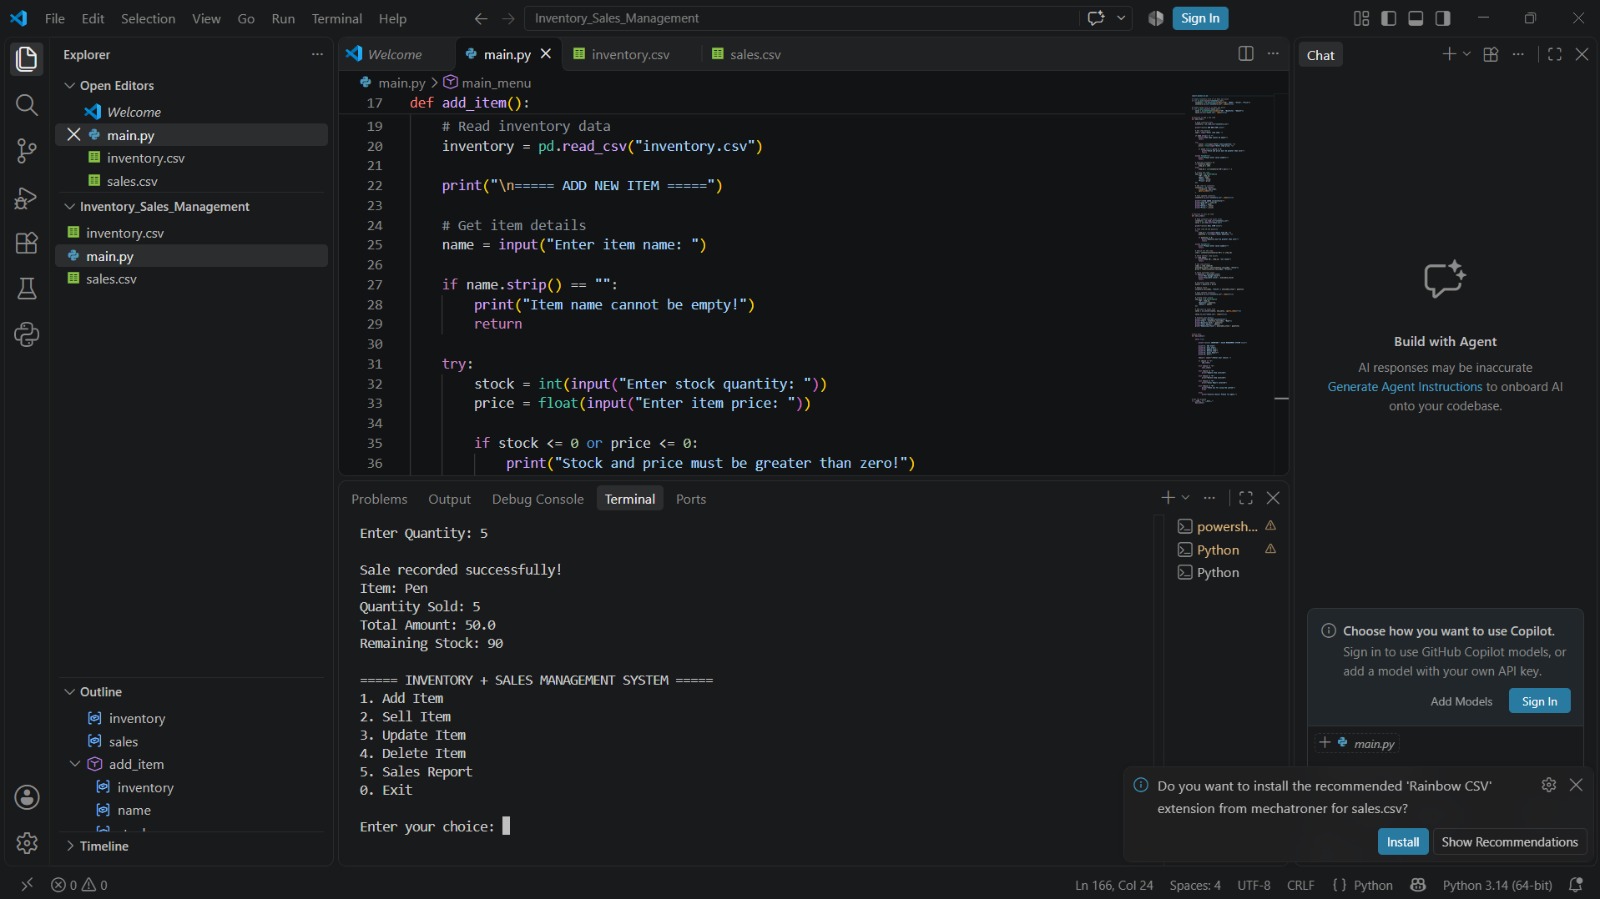 File Edit Selection View Go Run Terminal Help
Inventory_Sales_Management
Sign In
Explorer
Open Editors
Welcome
main.py
inventory.csv
sales.csv
Inventory_Sales_Management
inventory.csv
main.py
sales.csv
Outline
inventory
sales
add_item
inventory
name
Timeline
Welcome main.py inventory.csv sales.csv
main.py > main_menu
17 def add_item():
19 # Read inventory data
20 inventory = pd.read_csv("inventory.csv")
21
22 print("\n===== ADD NEW ITEM =====")
23
24 # Get item details
25 name = input("Enter item name: ")
26
27 if name.strip() == "":
28 print("Item name cannot be empty!")
29 return
30
31 try:
32 stock = int(input("Enter stock quantity: "))
33 price = float(input("Enter item price: "))
34
35 if stock <= 0 or price <= 0:
36 print("Stock and price must be greater than zero!")
Problems Output Debug Console Terminal Ports
Enter Quantity: 5
Sale recorded successfully!
Item: Pen
Quantity Sold: 5
Total Amount: 50.0
Remaining Stock: 90
===== INVENTORY + SALES MANAGEMENT SYSTEM =====
1. Add Item
2. Sell Item
3. Update Item
4. Delete Item
5. Sales Report
0. Exit
Enter your choice:
powersh...
Python
Python
Chat
Build with Agent
AI responses may be inaccurate
Generate Agent Instructions to onboard AI
onto your codebase.
Choose how you want to use Copilot.
Sign in to use GitHub Copilot models, or
add a model with your own API key.
Add Models Sign In
main.py
Do you want to install the recommended 'Rainbow CSV'
extension from mechatroner for sales.csv?
Install Show Recommendations
0 0
Ln 166, Col 24 Spaces: 4 UTF-8 CRLF { } Python Python 3.14 (64-bit)